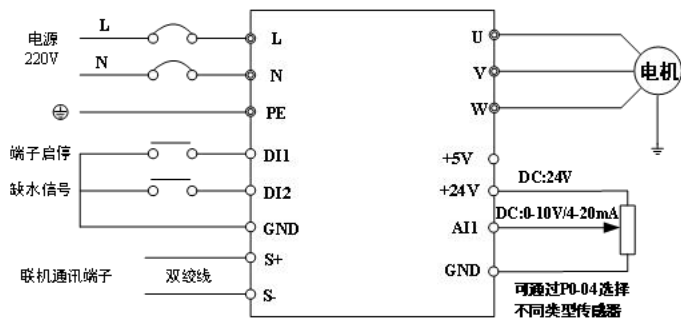 电源
220V
L
N
L
N
PE
端子启停
DI1
缺水信号
DI2
GND
联机通讯端子
双绞线
S+
S-
U
V
W
电机
+5V
+24V
DC:24V
AI1
DC:0-10V/4-20mA
GND
可通过P0-04选择
不同类型传感器